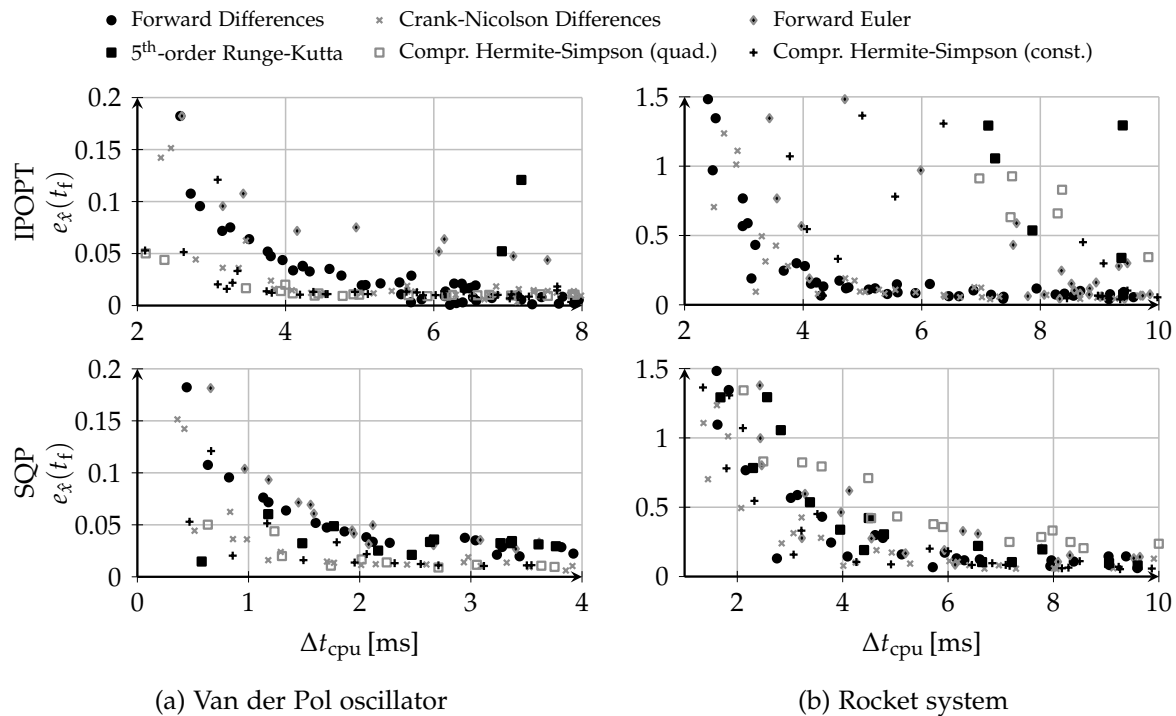 Forward Differences Crank-Nicolson Differences Forward Euler
5th-order Runge-Kutta Compr. Hermite-Simpson (quad.) Compr. Hermite-Simpson (const.)
IPOPT
e_x̂(t_f)
0.2
0.15
0.1
0.05
0
2 4 6 8
1.5
1
0.5
0
2 4 6 8 10
SQP
e_x̂(t_f)
0.2
0.15
0.1
0.05
0
0 1 2 3 4
Δt_cpu [ms]
1.5
1
0.5
0
2 4 6 8 10
Δt_cpu [ms]
(a) Van der Pol oscillator
(b) Rocket system